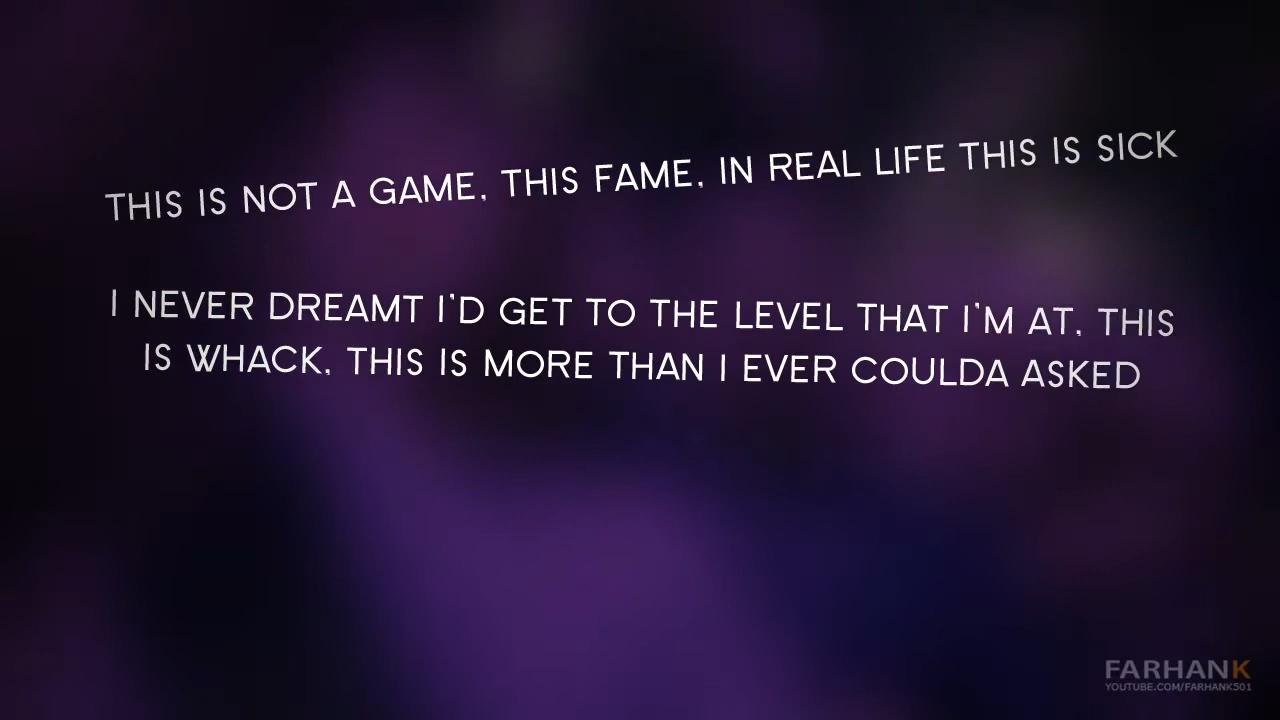 THIS IS NOT A GAME, THIS FAME, IN REAL LIFE THIS IS SICK
I NEVER DREAMT I'D GET TO THE LEVEL THAT I'M AT, THIS
IS WHACK, THIS IS MORE THAN I EVER COULDA ASKED
FARHANK
YOUTUBE.COM/FARHANK501